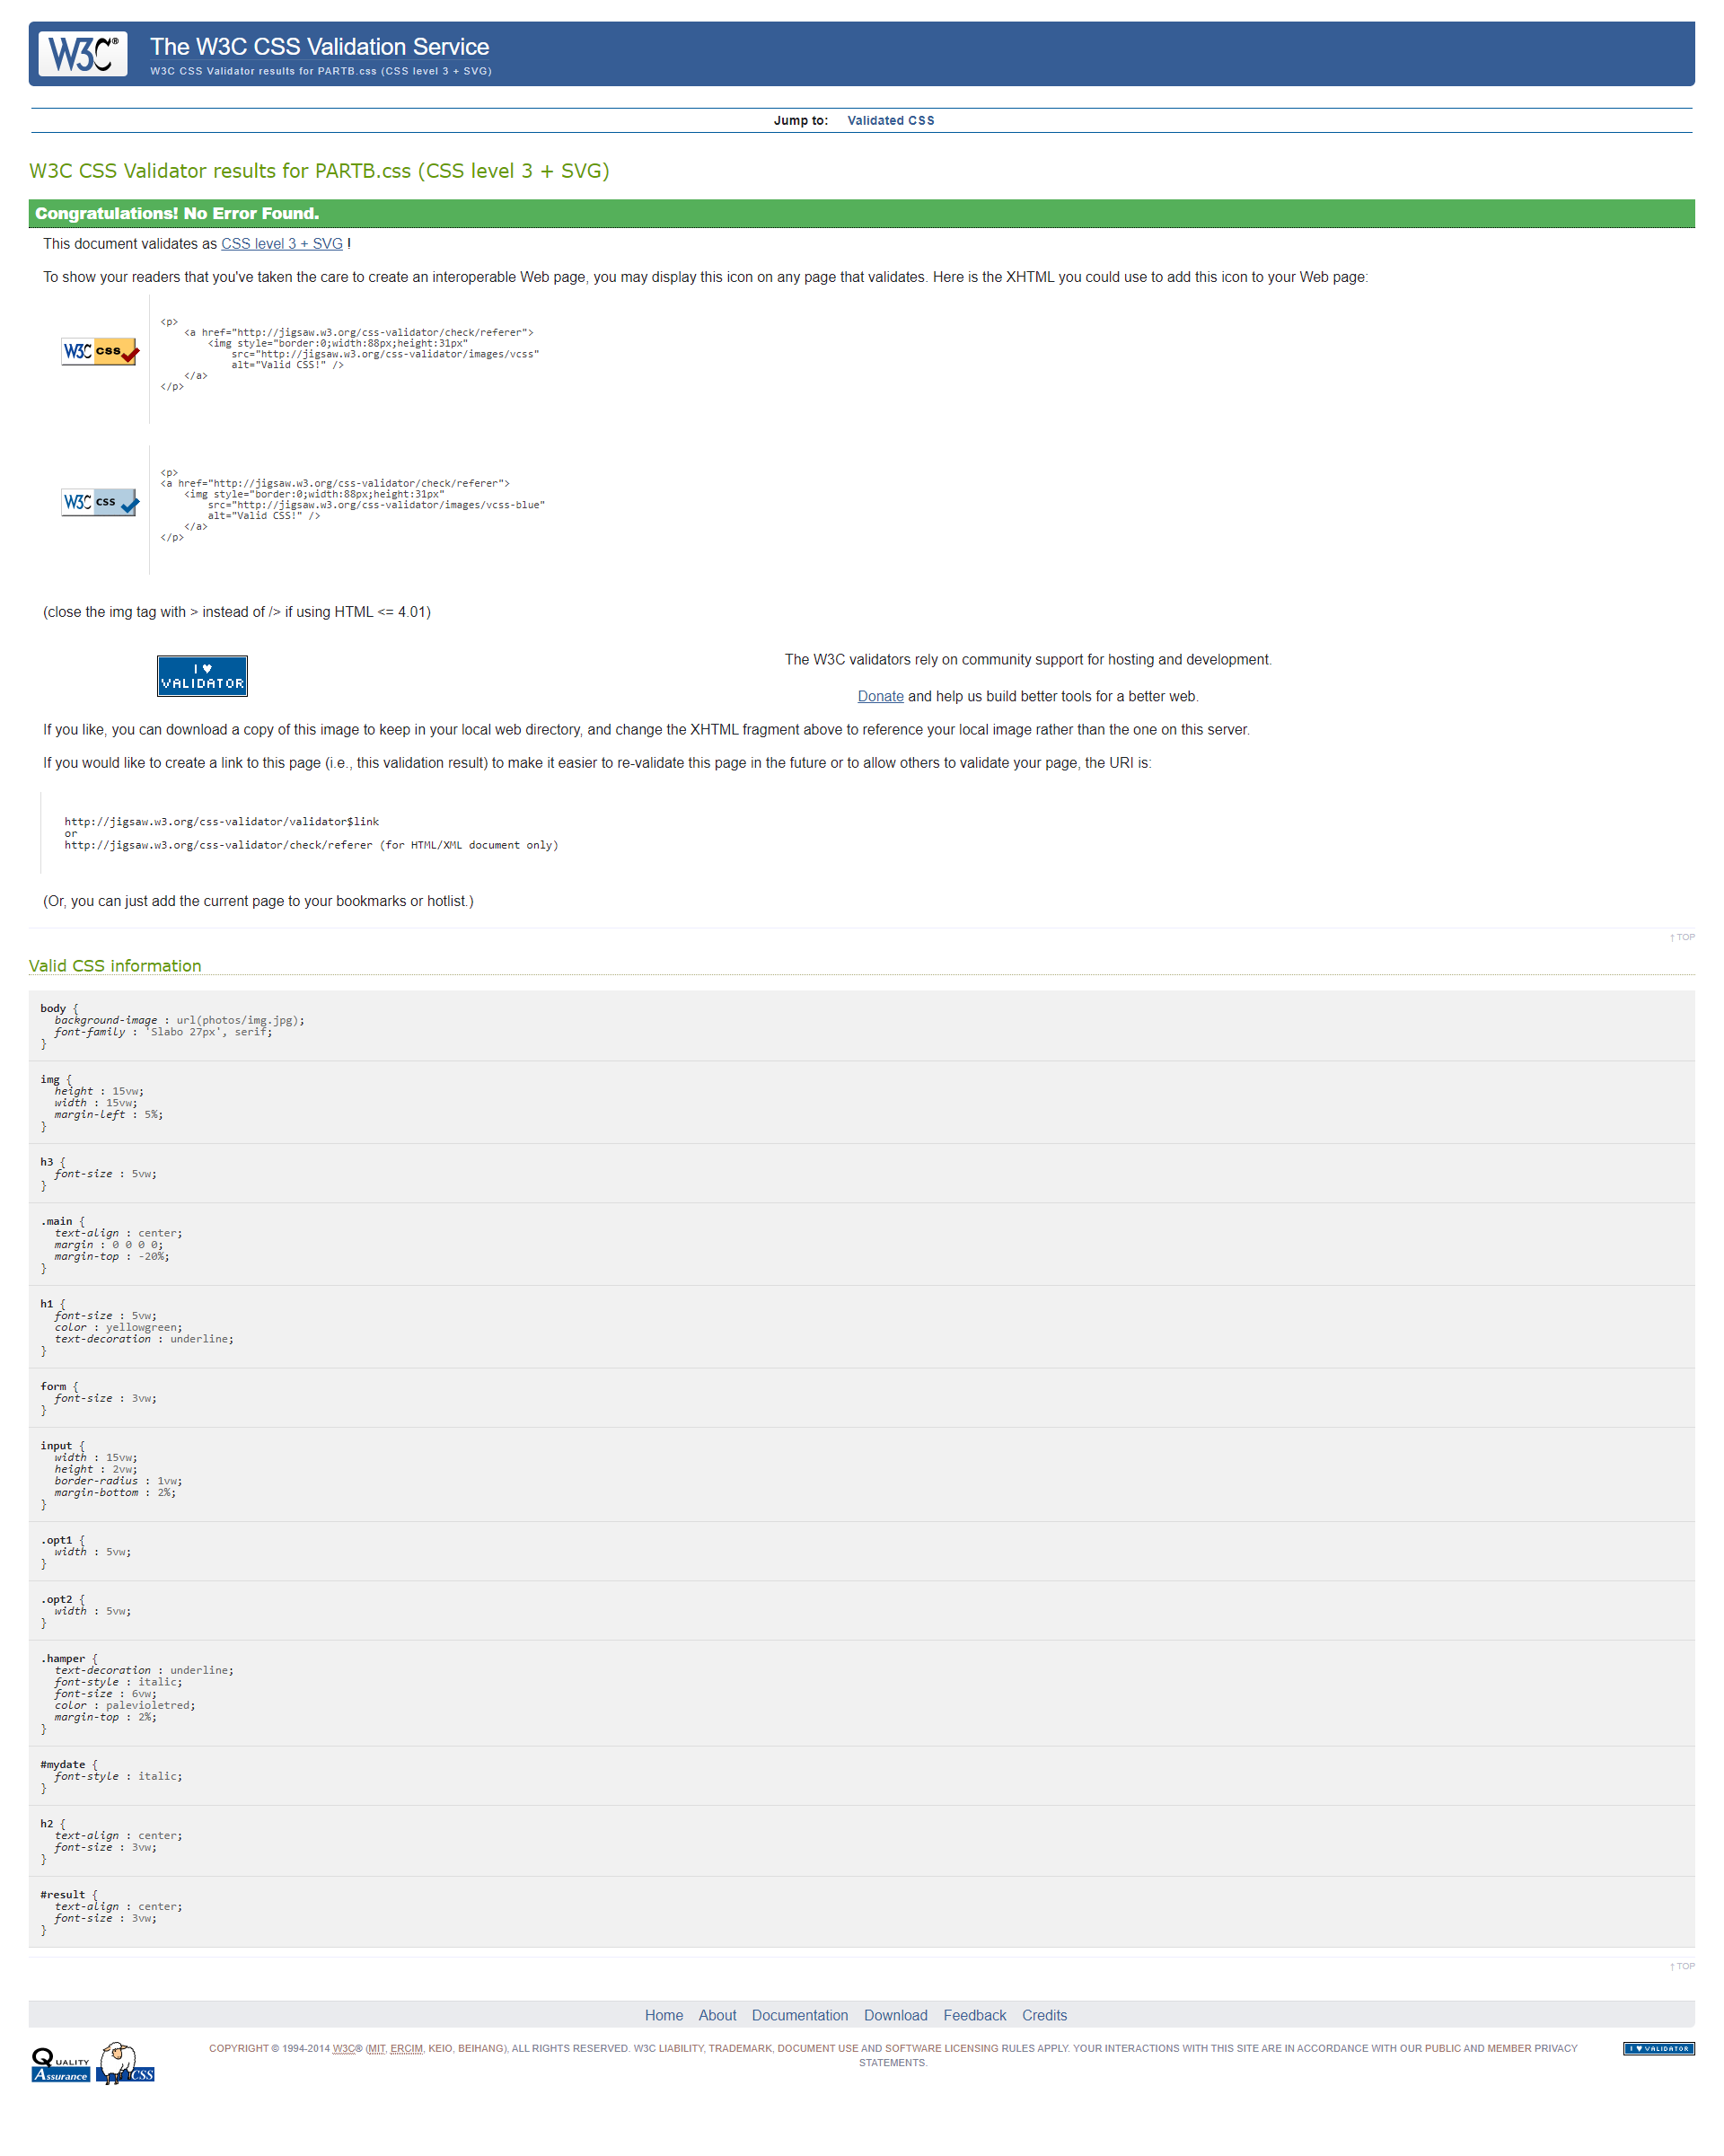 W3C®
The W3C CSS Validation Service
W3C CSS Validator results for PARTB.css (CSS level 3 + SVG)
Jump to: Validated CSS
W3C CSS Validator results for PARTB.css (CSS level 3 + SVG)
Congratulations! No Error Found.
This document validates as CSS level 3 + SVG !
To show your readers that you've taken the care to create an interoperable Web page, you may display this icon on any page that validates. Here is the XHTML you could use to add this icon to your Web page:
W3C css
<p>
    <a href="http://jigsaw.w3.org/css-validator/check/referer">
        <img style="border:0;width:88px;height:31px"
            src="http://jigsaw.w3.org/css-validator/images/vcss"
            alt="Valid CSS!" />
    </a>
</p>
W3C css
<p>
<a href="http://jigsaw.w3.org/css-validator/check/referer">
    <img style="border:0;width:88px;height:31px"
        src="http://jigsaw.w3.org/css-validator/images/vcss-blue"
        alt="Valid CSS!" />
    </a>
</p>
(close the img tag with > instead of /> if using HTML <= 4.01)
I ♥
VALIDATOR
The W3C validators rely on community support for hosting and development.
Donate and help us build better tools for a better web.
If you like, you can download a copy of this image to keep in your local web directory, and change the XHTML fragment above to reference your local image rather than the one on this server.
If you would like to create a link to this page (i.e., this validation result) to make it easier to re-validate this page in the future or to allow others to validate your page, the URI is:
http://jigsaw.w3.org/css-validator/validator$link
or
http://jigsaw.w3.org/css-validator/check/referer (for HTML/XML document only)
(Or, you can just add the current page to your bookmarks or hotlist.)
↑ TOP
Valid CSS information
body {
  background-image : url(photos/img.jpg);
  font-family : 'Slabo 27px', serif;
}
img {
  height : 15vw;
  width : 15vw;
  margin-left : 5%;
}
h3 {
  font-size : 5vw;
}
.main {
  text-align : center;
  margin : 0 0 0 0;
  margin-top : -20%;
}
h1 {
  font-size : 5vw;
  color : yellowgreen;
  text-decoration : underline;
}
form {
  font-size : 3vw;
}
input {
  width : 15vw;
  height : 2vw;
  border-radius : 1vw;
  margin-bottom : 2%;
}
.opt1 {
  width : 5vw;
}
.opt2 {
  width : 5vw;
}
.hamper {
  text-decoration : underline;
  font-style : italic;
  font-size : 6vw;
  color : palevioletred;
  margin-top : 2%;
}
#mydate {
  font-style : italic;
}
h2 {
  text-align : center;
  font-size : 3vw;
}
#result {
  text-align : center;
  font-size : 3vw;
}
↑ TOP
Home About Documentation Download Feedback Credits
QUALITY
Assurance
CSS
COPYRIGHT © 1994-2014 W3C® (MIT, ERCIM, KEIO, BEIHANG), ALL RIGHTS RESERVED. W3C LIABILITY, TRADEMARK, DOCUMENT USE AND SOFTWARE LICENSING RULES APPLY. YOUR INTERACTIONS WITH THIS SITE ARE IN ACCORDANCE WITH OUR PUBLIC AND MEMBER PRIVACY
STATEMENTS.
I ♥ VALIDATOR